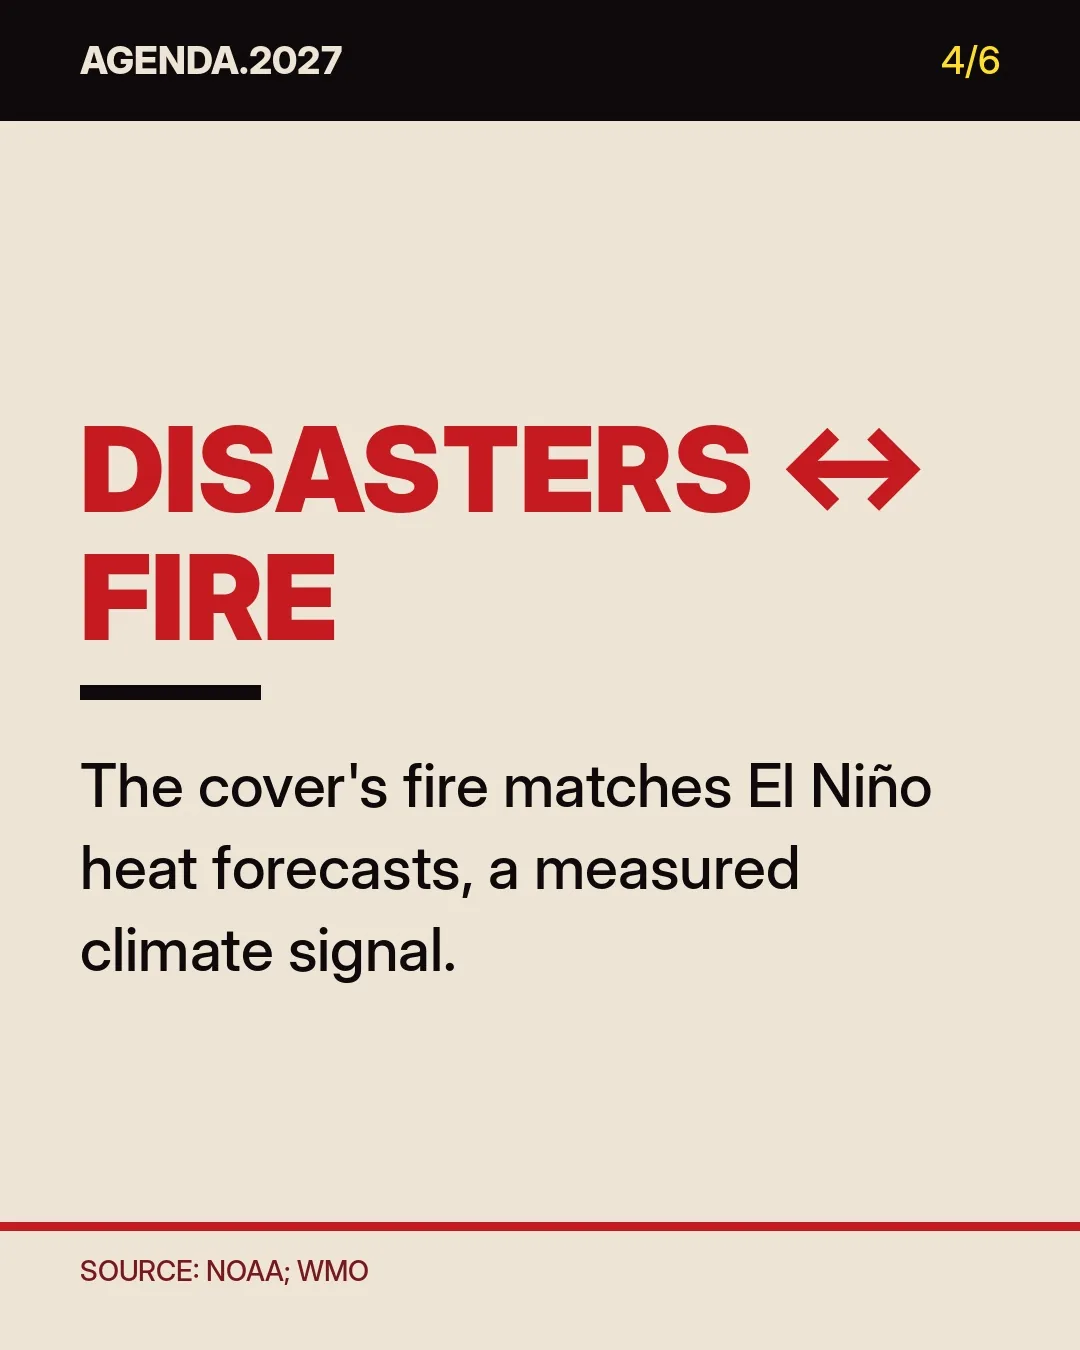 AGENDA.2027
4/6
DISASTERS ↔
FIRE
The cover's fire matches El Niño
heat forecasts, a measured
climate signal.
SOURCE: NOAA; WMO